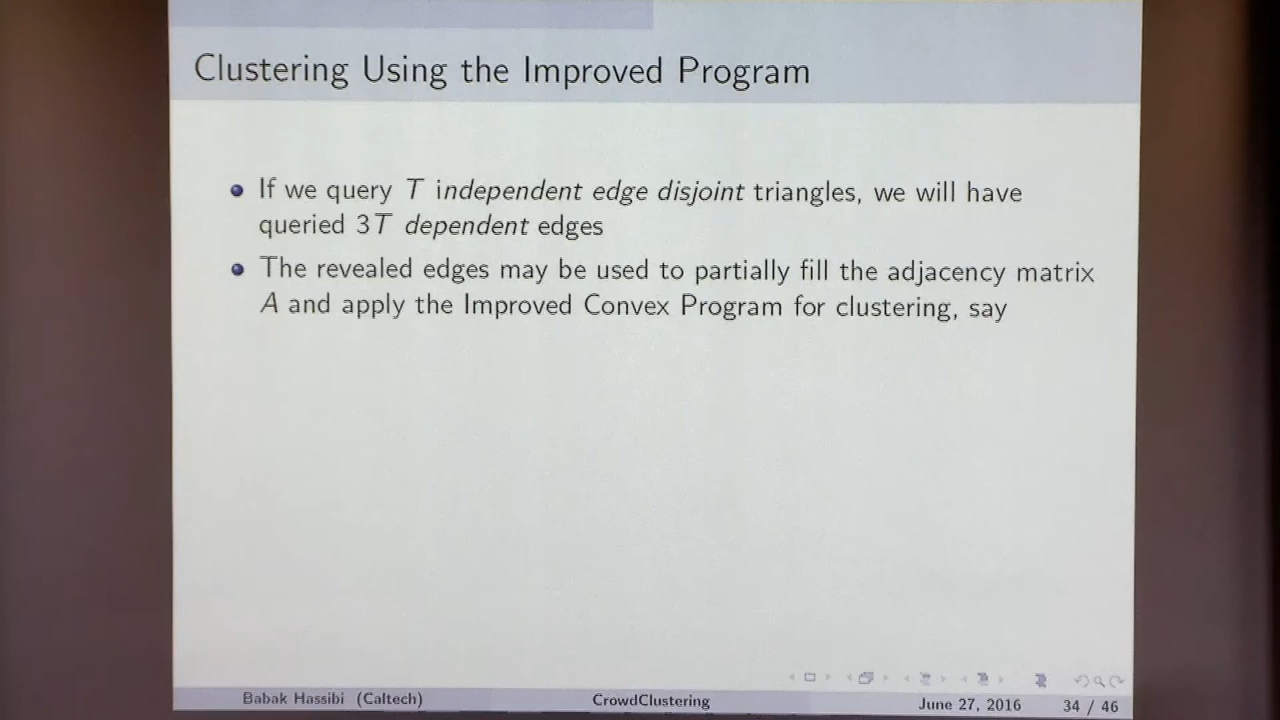 Clustering Using the Improved Program
If we query T independent edge disjoint triangles, we will have
queried 3T dependent edges
The revealed edges may be used to partially fill the adjacency matrix
A and apply the Improved Convex Program for clustering, say
Babak Hassibi (Caltech) CrowdClustering June 27, 2016 34 / 46